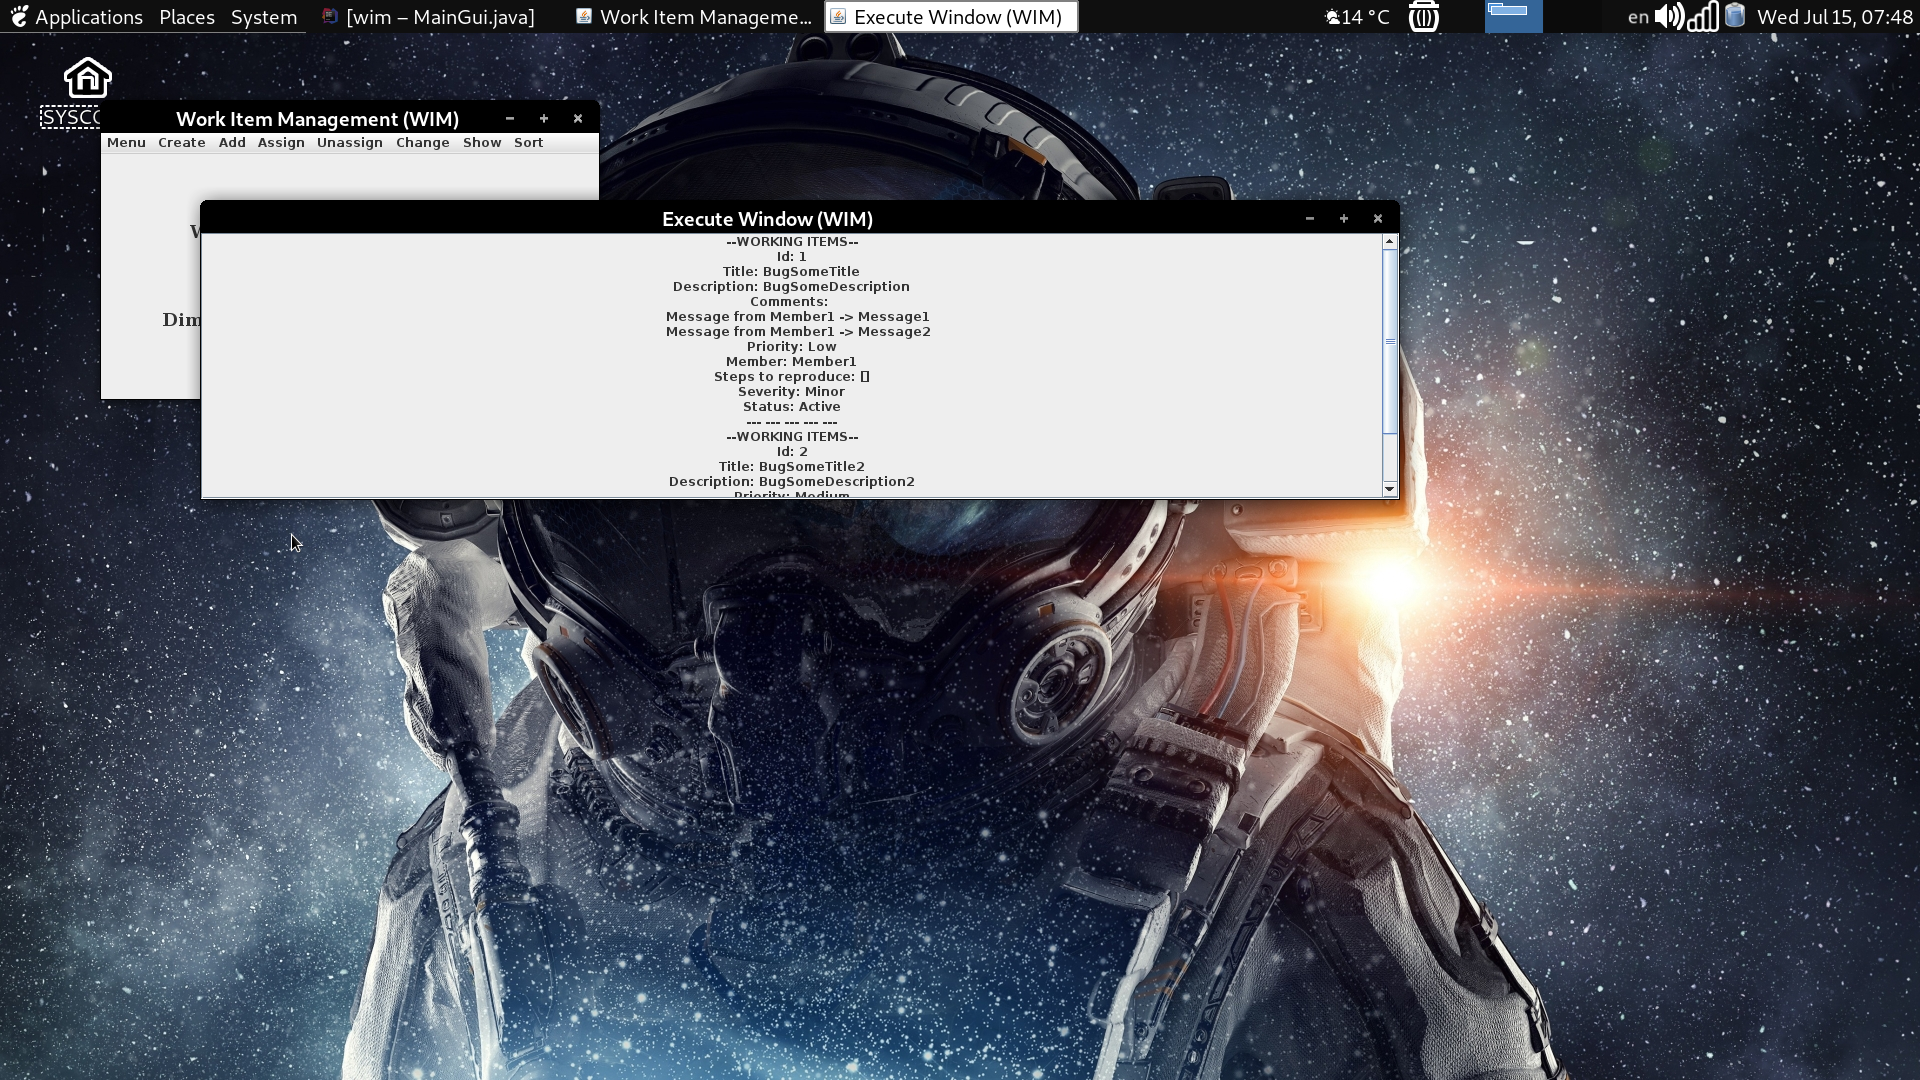 Applications Places System [wim – MainGui.java] Work Item Manageme... Execute Window (WIM) 14 °C en Wed Jul 15, 07:48
Work Item Management (WIM)
Menu Create Add Assign Unassign Change Show Sort
Execute Window (WIM)
--WORKING ITEMS--
Id: 1
Title: BugSomeTitle
Description: BugSomeDescription
Comments:
Message from Member1 -> Message1
Message from Member1 -> Message2
Priority: Low
Member: Member1
Steps to reproduce: []
Severity: Minor
Status: Active
--- --- --- --- ---
--WORKING ITEMS--
Id: 2
Title: BugSomeTitle2
Description: BugSomeDescription2
Priority: Medium